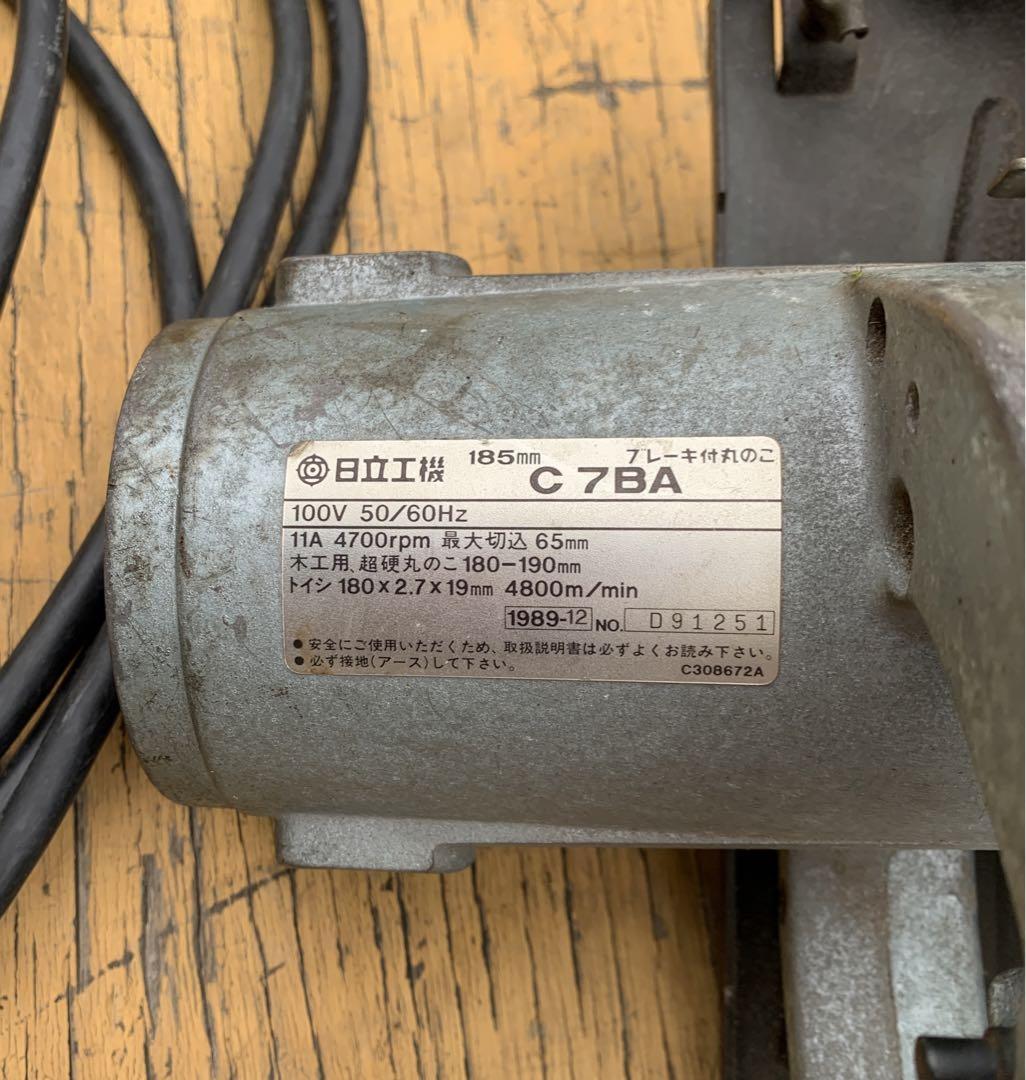 日立工機 185mm ブレーキ付丸のこ
C 7BA
100V 50/60Hz
11A 4700rpm 最大切込 65mm
木工用、超硬丸のこ180-190mm
トイシ 180×2.7×19mm 4800m/min
1989-12 NO. D91251
●安全にご使用いただくため、取扱説明書は必ずよくお読み下さい。
●必ず接地(アース)して下さい。
C308672A